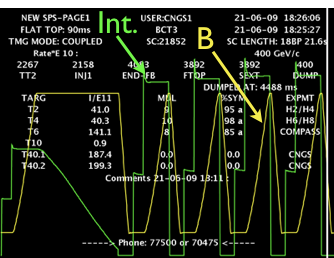 NEW SPS-PAGE1 USER:CNGS1 21-06-09 18:26:06
FLAT TOP: 90ms BCT3 21-06-09 18:25:27
TMG MODE: COUPLED SC:21852 SC LENGTH: 18BP 21.6s
Int.
B
Rate*E 10 : 400 GeV/c
2267 2158 3892 3892 400
TT2 INJ1 END-FB FTOP SEXT DUMP
DUMPED AT: 4488 ms
TARG I/E11 MUL %SYM EXPMT
T2 41.0 95 a H2/H4
T4 40.3 10 98 a H6/H8
T6 141.1 8 85 a COMPASS
T10 0.9
T40.1 187.4 0.0 0.0 CNGS
T40.2 199.3 0.0 0.0 CNGS
Comments 21-06-09 13:11 :
-----> Phone: 77500 or 70475 <-----